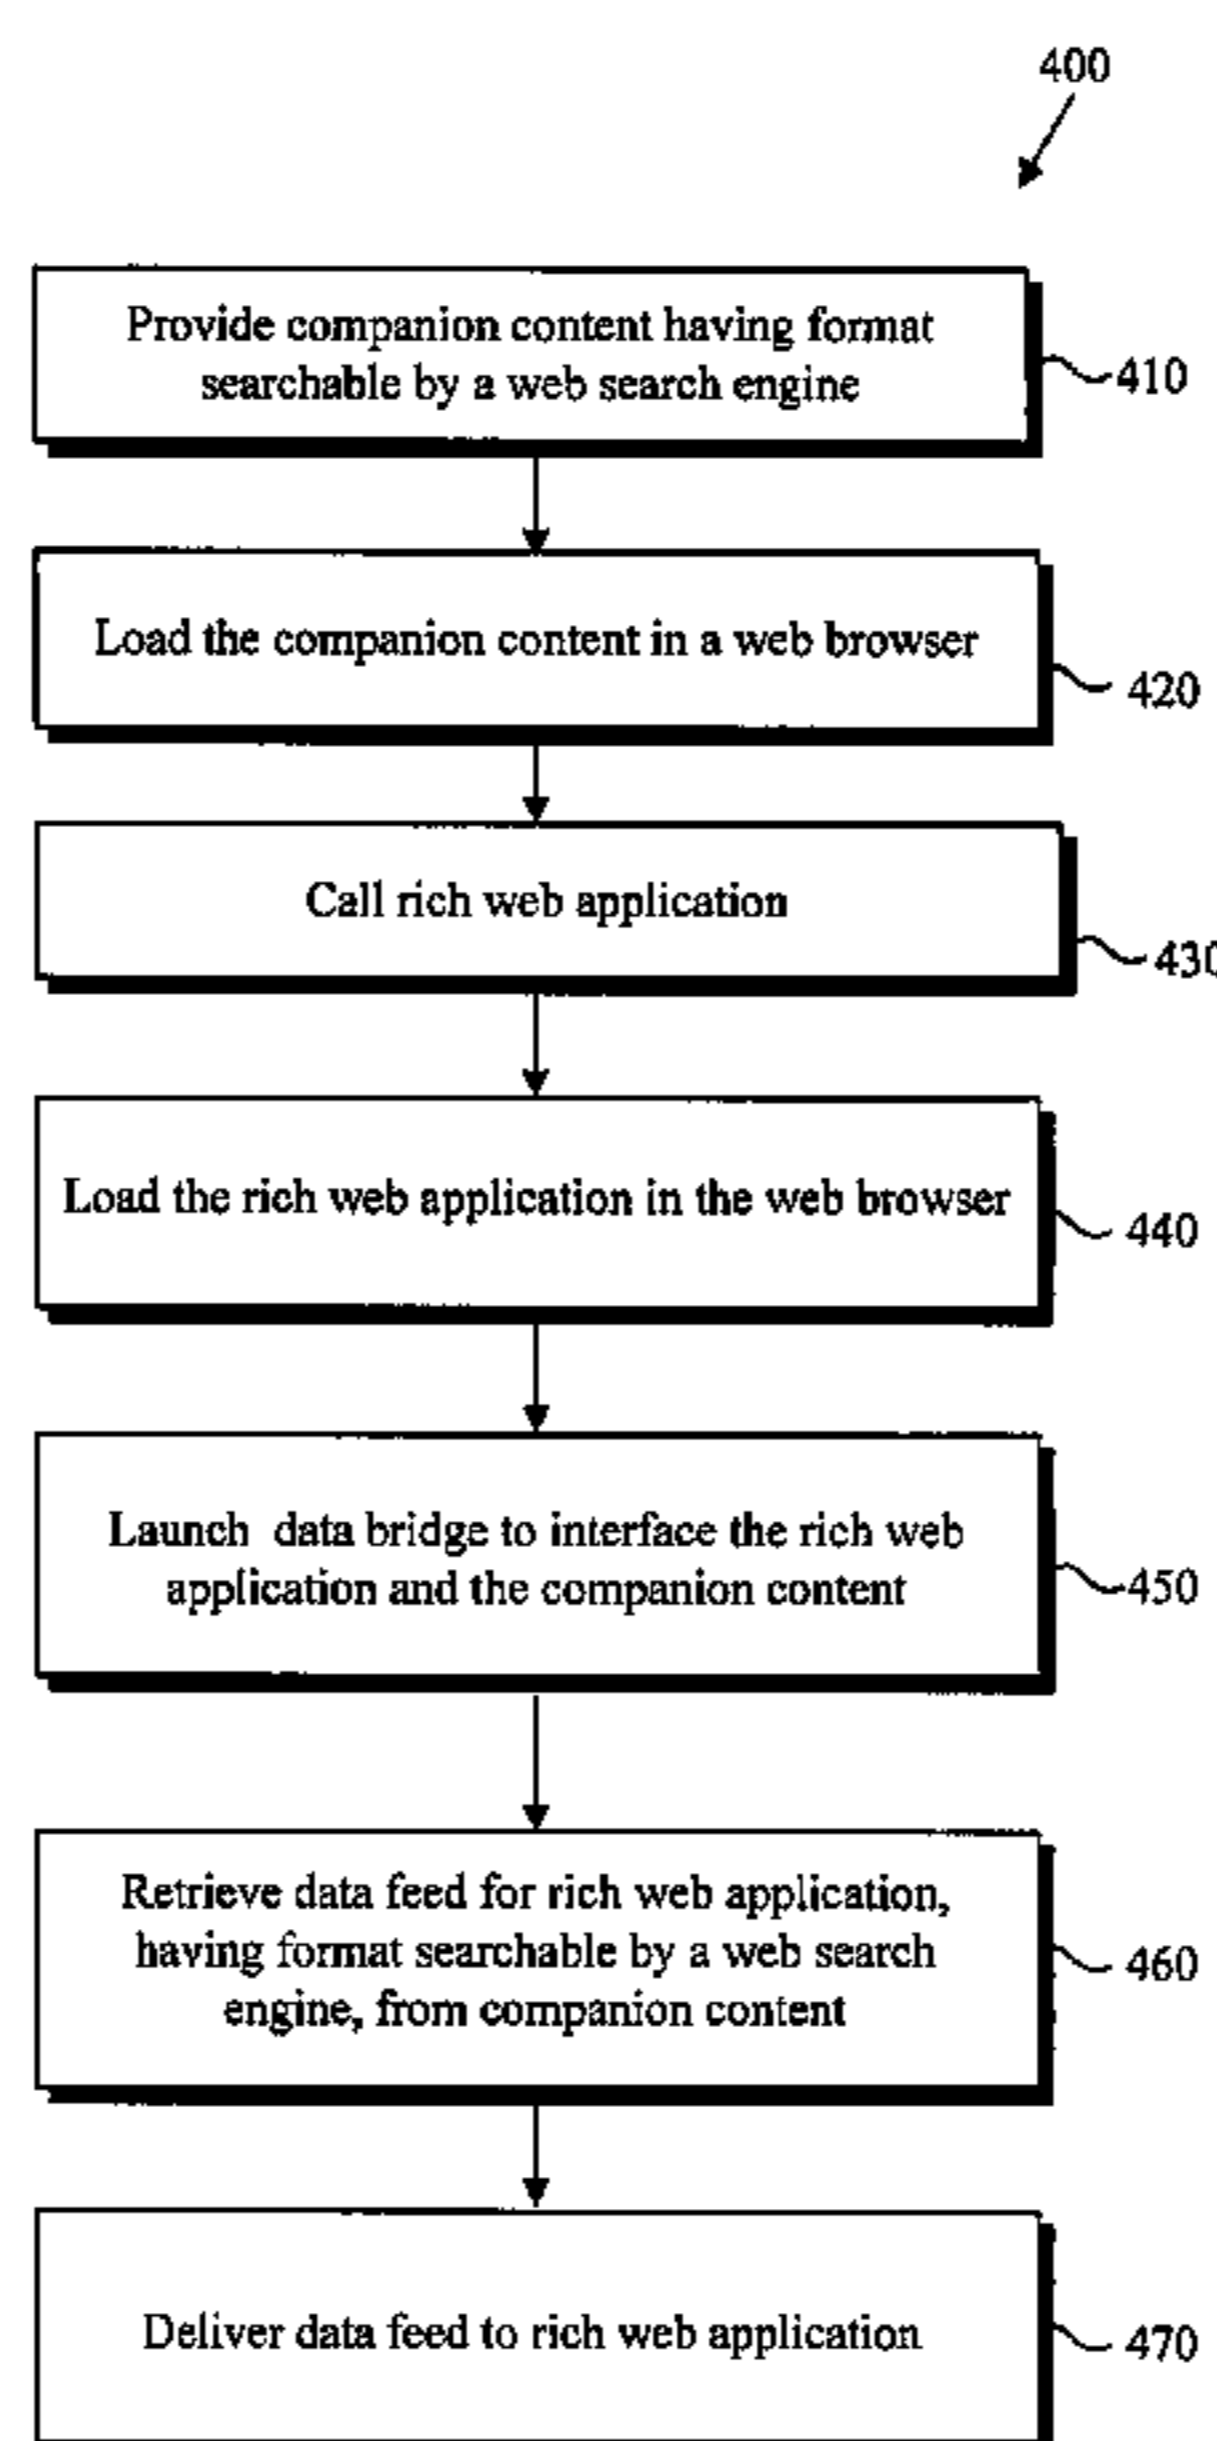 400
Provide companion content having format
searchable by a web search engine
410
Load the companion content in a web browser
420
Call rich web application
430
Load the rich web application in the web browser
440
Launch data bridge to interface the rich web
application and the companion content
450
Retrieve data feed for rich web application,
having format searchable by a web search
engine, from companion content
460
Deliver data feed to rich web application
470